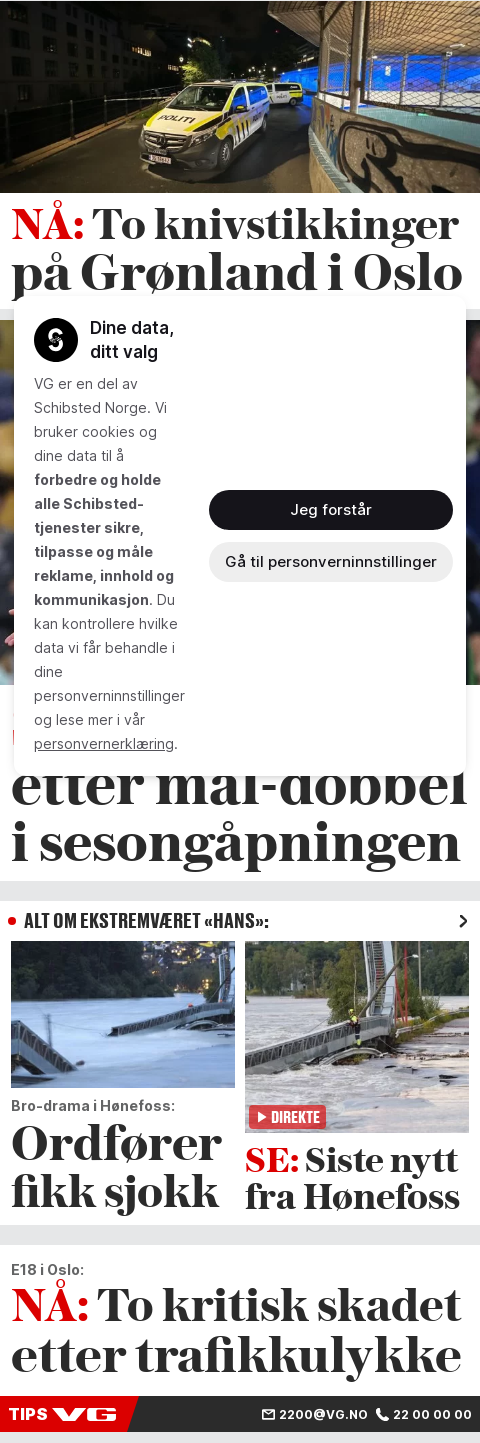 POLITI
NÅ: To knivstikkinger
på Grønland i Oslo
Dine data,
ditt valg
VG er en del av
Schibsted Norge. Vi
bruker cookies og
dine data til å
forbedre og holde
alle Schibsted-
tjenester sikre,
tilpasse og måle
reklame, innhold og
kommunikasjon. Du
kan kontrollere hvilke
data vi får behandle i
dine
personverninnstillinger
og lese mer i vår
personvernerklæring.
Jeg forstår
Gå til personverninnstillinger
etter mål-dobbel
i sesongåpningen
ALT OM EKSTREMVÆRET «HANS»:
Bro-drama i Hønefoss:
Ordfører
fikk sjokk
DIREKTE
SE: Siste nytt
fra Hønefoss
E18 i Oslo:
NÅ: To kritisk skadet
etter trafikkulykke
TIPS VG
2200@VG.NO
22 00 00 00